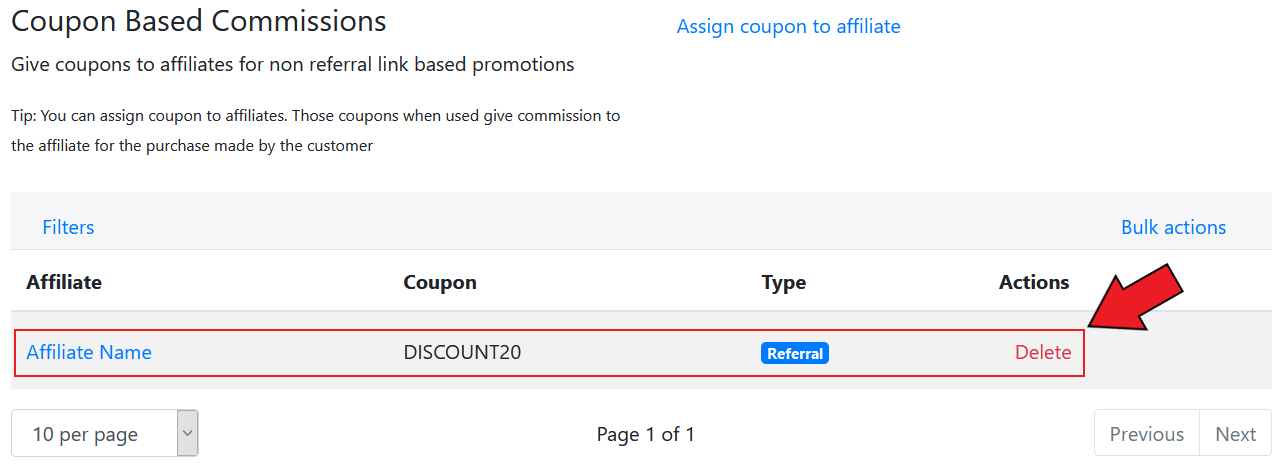 Coupon Based Commissions
Assign coupon to affiliate
Give coupons to affiliates for non referral link based promotions
Tip: You can assign coupon to affiliates. Those coupons when used give commission to
the affiliate for the purchase made by the customer
Filters Bulk actions
Affiliate Coupon Type Actions
Affiliate Name DISCOUNT20 Referral Delete
10 per page Page 1 of 1 Previous Next